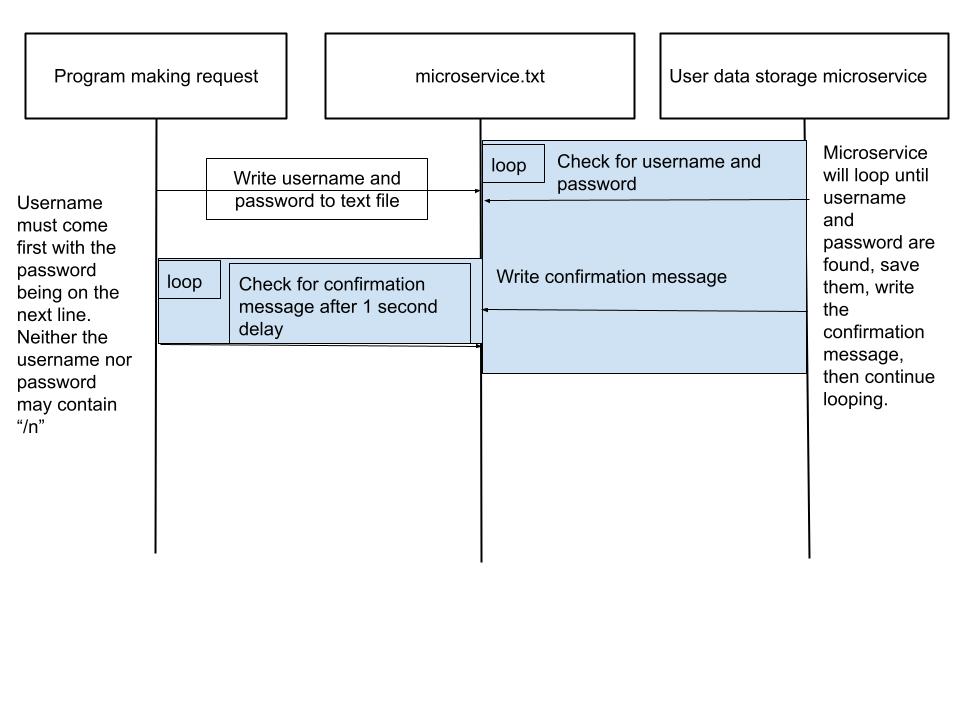 Program making request
microservice.txt
User data storage microservice
Write username and
password to text file
loop
Check for username and
password
Microservice
will loop until
username
and
password are
found, save
them, write
the
confirmation
message,
then continue
looping.
Username
must come
first with the
password
being on the
next line.
Neither the
username nor
password
may contain
“/n”
loop
Check for confirmation
message after 1 second
delay
Write confirmation message